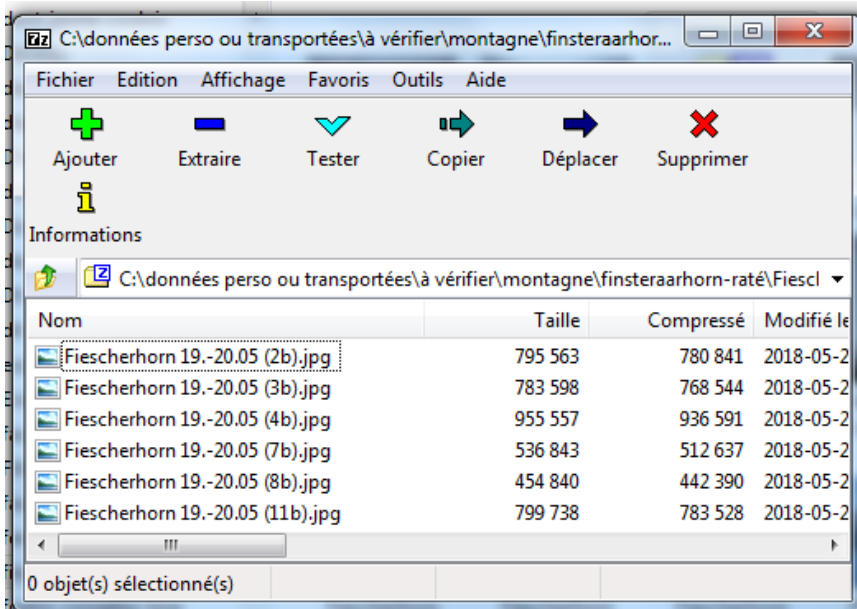 7z C:\données perso ou transportées\à vérifier\montagne\finsteraarhor...
Fichier Edition Affichage Favoris Outils Aide
Ajouter Extraire Tester Copier Déplacer Supprimer
Informations
C:\données perso ou transportées\à vérifier\montagne\finsteraarhorn-raté\Fiescl
Nom Taille Compressé Modifié le
Fiescherhorn 19.-20.05 (2b).jpg 795 563 780 841 2018-05-2
Fiescherhorn 19.-20.05 (3b).jpg 783 598 768 544 2018-05-2
Fiescherhorn 19.-20.05 (4b).jpg 955 557 936 591 2018-05-2
Fiescherhorn 19.-20.05 (7b).jpg 536 843 512 637 2018-05-2
Fiescherhorn 19.-20.05 (8b).jpg 454 840 442 390 2018-05-2
Fiescherhorn 19.-20.05 (11b).jpg 799 738 783 528 2018-05-2
0 objet(s) sélectionné(s)